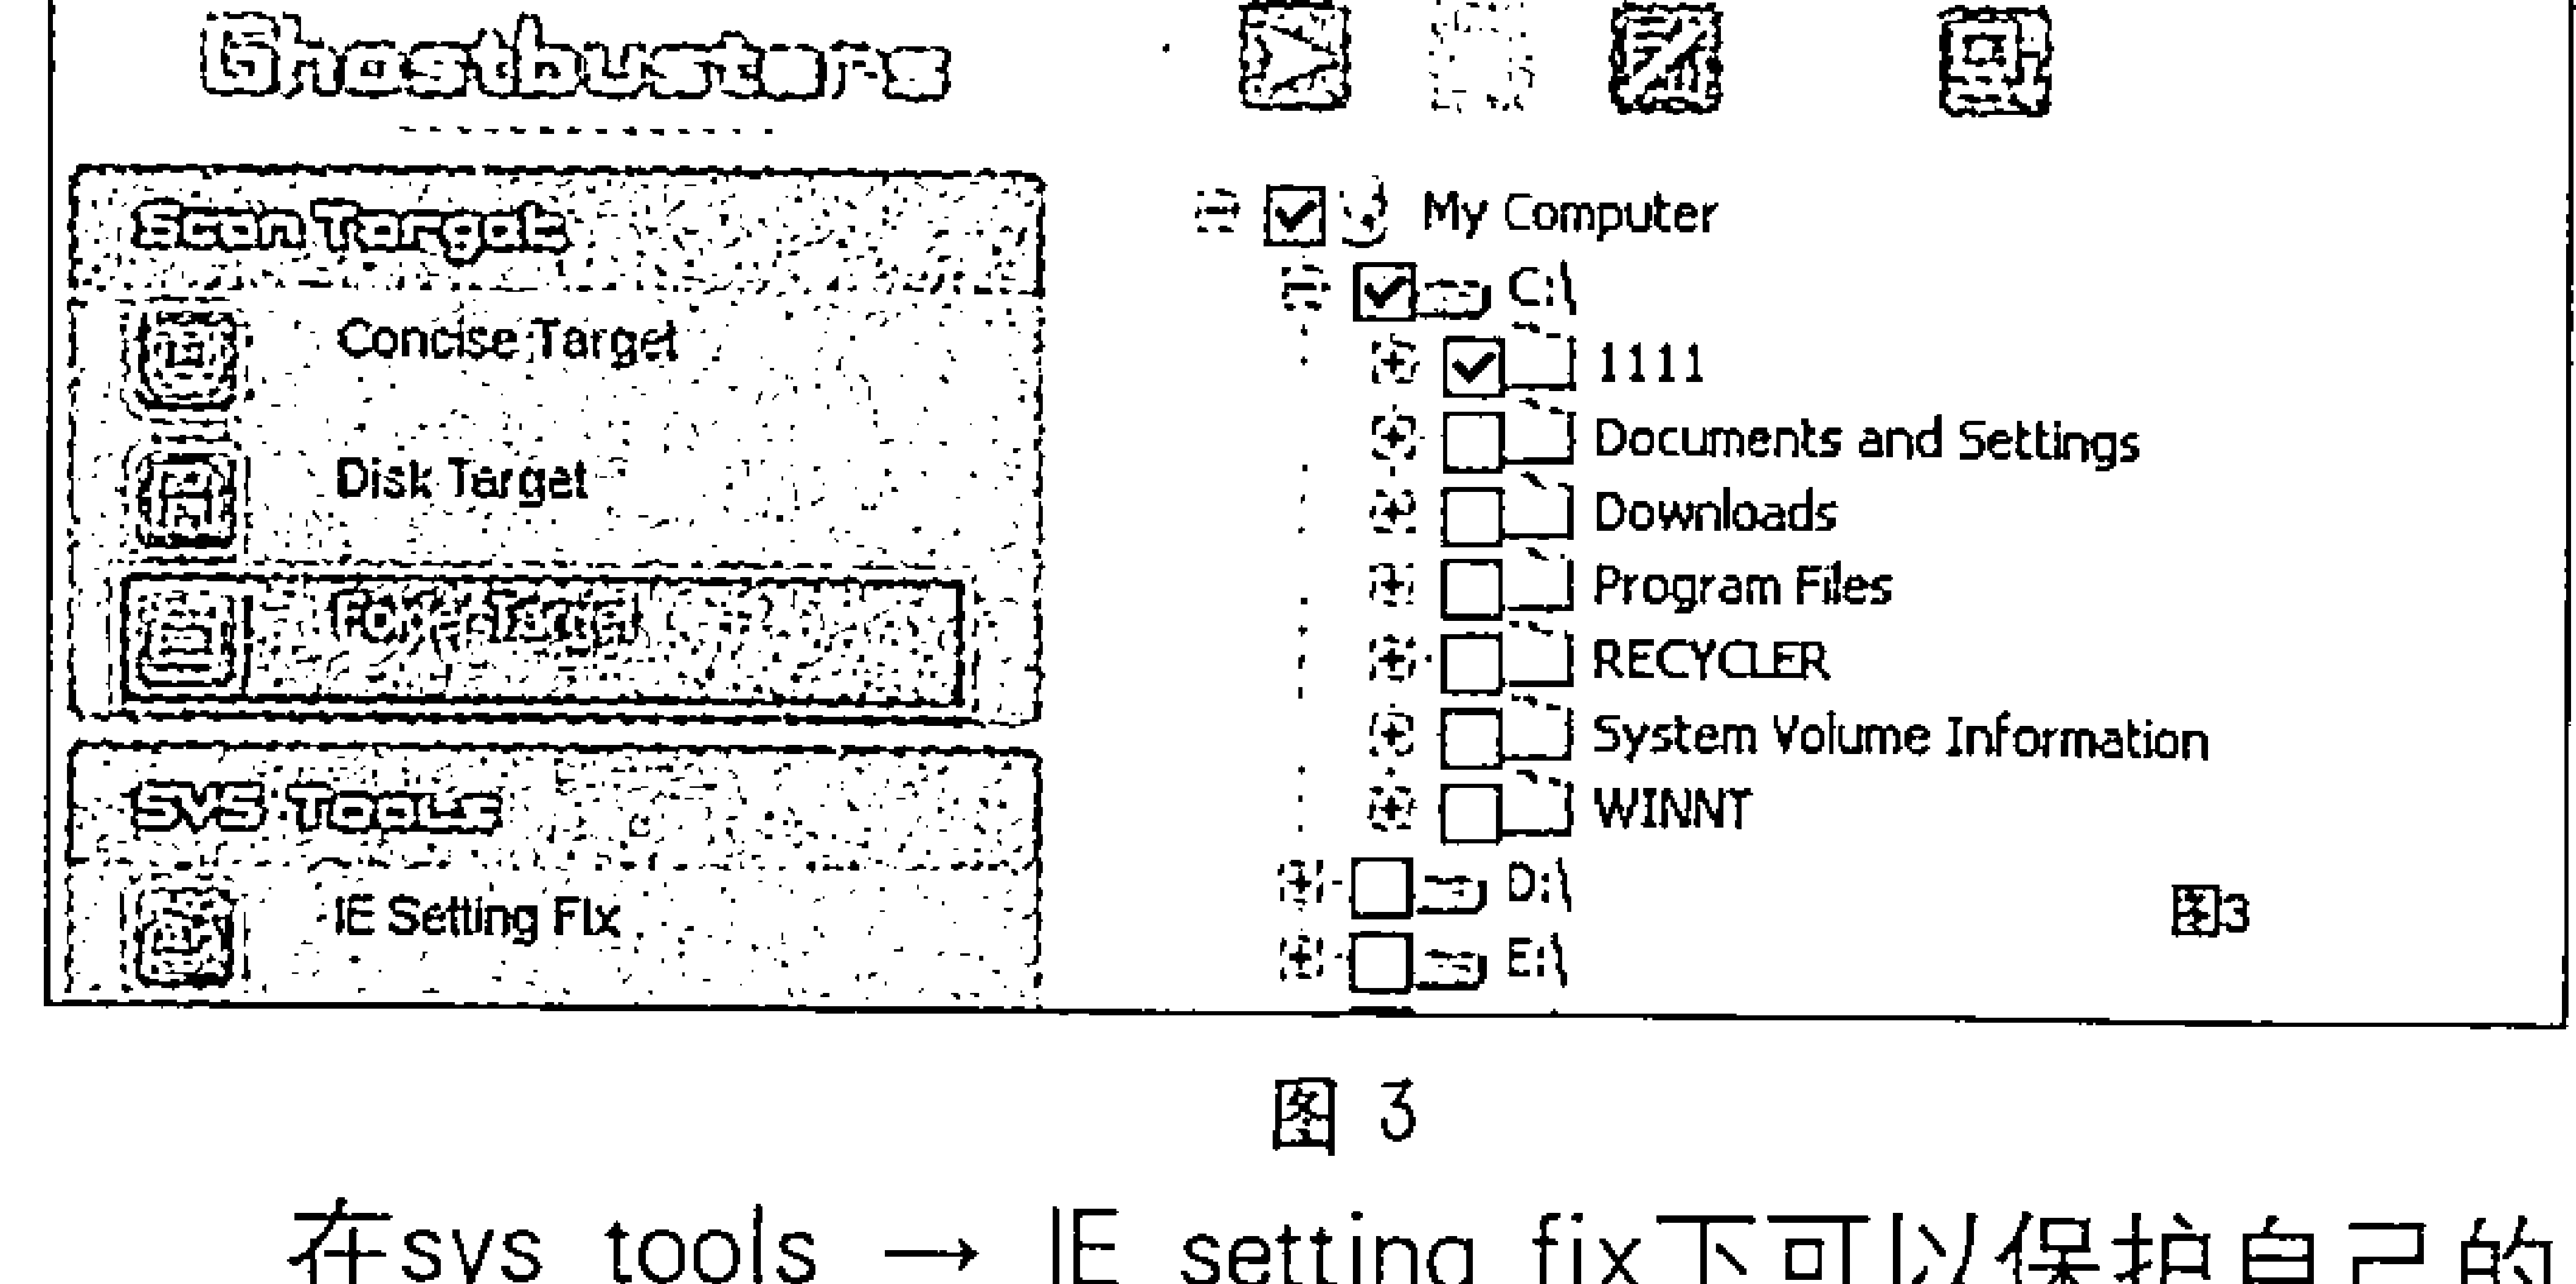 Ghostbusters
Scan Target
Concise Target
Disk Target
Folder Target
SYS Tools
IE Setting Fix
My Computer
C:\
1111
Documents and Settings
Downloads
Program Files
RECYCLER
System Volume Information
WINNT
D:\
E:\
图3
图 3
在sys tools → IE setting fix下可以保护自己的